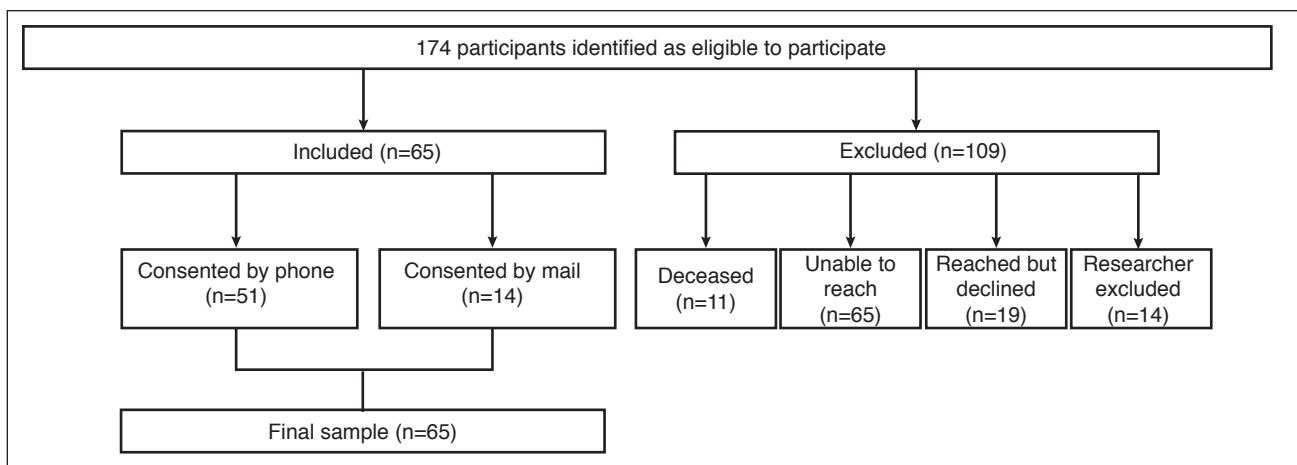 174 participants identified as eligible to participate
Included (n=65)
Excluded (n=109)
Consented by phone
(n=51)
Consented by mail
(n=14)
Deceased
(n=11)
Unable to
reach
(n=65)
Reached but
declined
(n=19)
Researcher
excluded
(n=14)
Final sample (n=65)